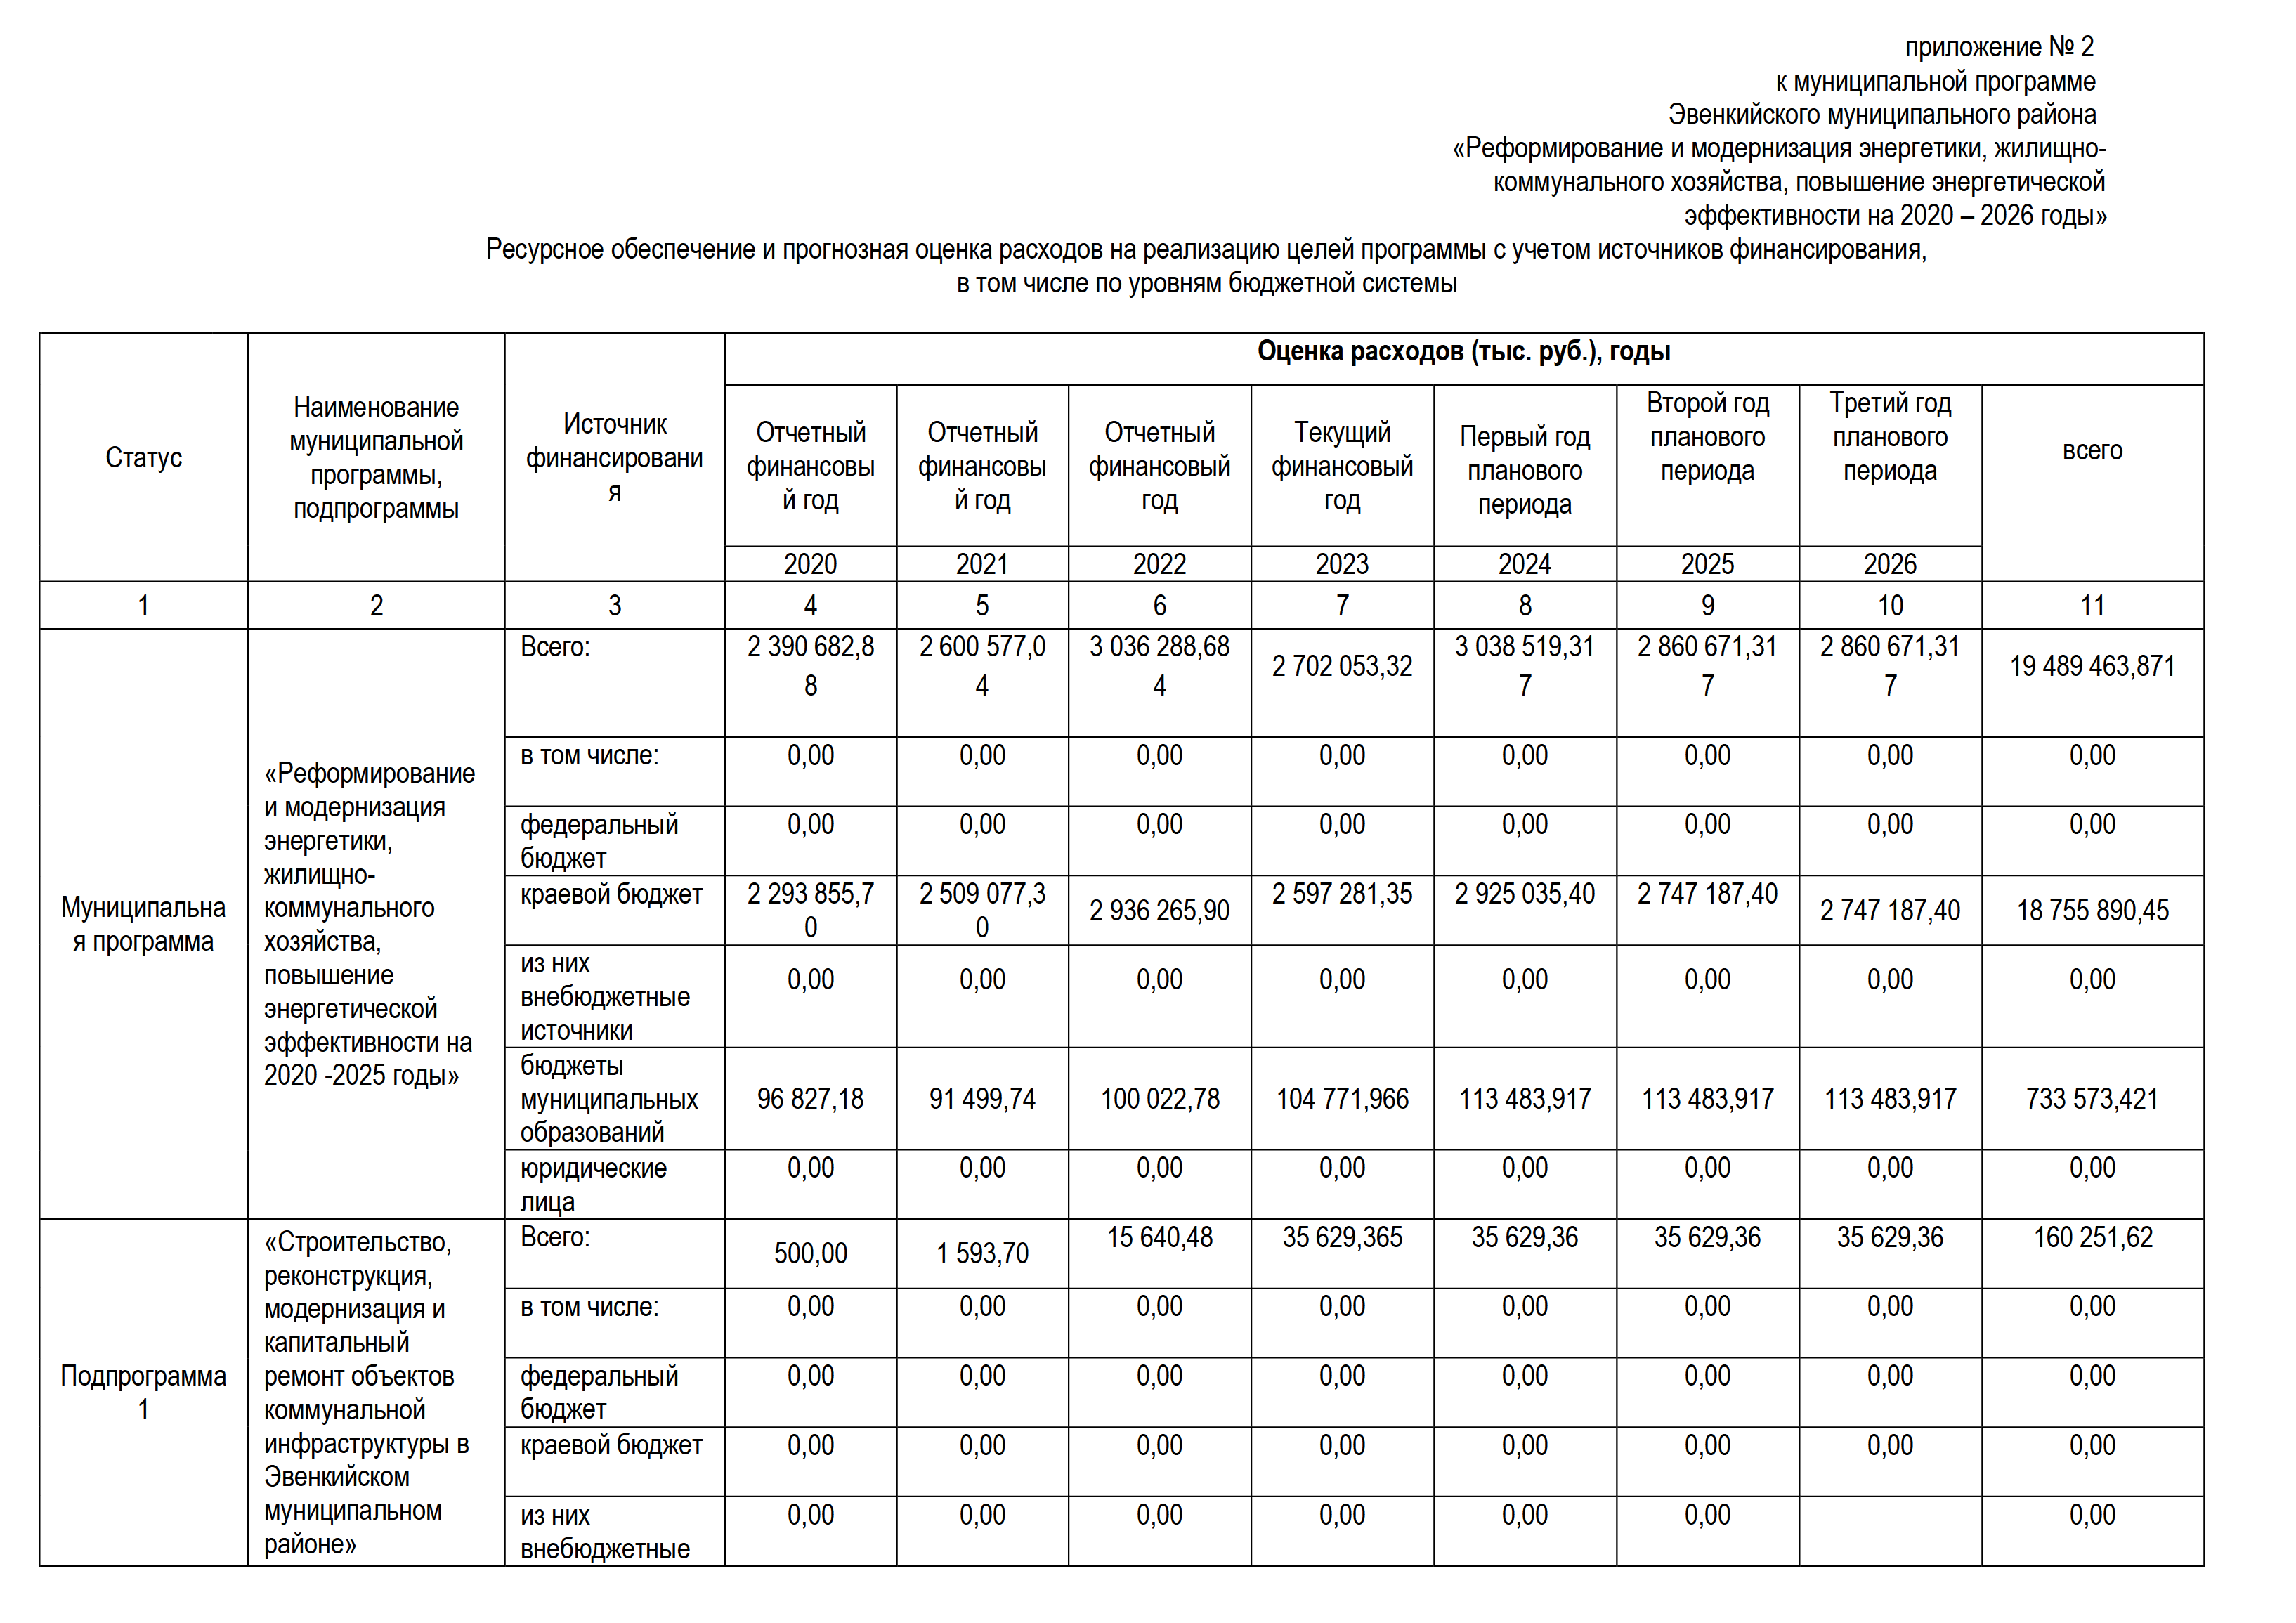 приложение № 2
к муниципальной программе
Эвенкийского муниципального района
«Реформирование и модернизация энергетики, жилищно-
коммунального хозяйства, повышение энергетической
эффективности на 2020 – 2026 годы»
Ресурсное обеспечение и прогнозная оценка расходов на реализацию целей программы с учетом источников финансирования,
в том числе по уровням бюджетной системы
Статус
Наименование
муниципальной
программы,
подпрограммы
Источник
финансировани
я
Оценка расходов (тыс. руб.), годы
Отчетный
финансовы
й год
Отчетный
финансовы
й год
Отчетный
финансовый
год
Текущий
финансовый
год
Первый год
планового
периода
Второй год
планового
периода
Третий год
планового
периода
всего
2020 2021 2022 2023 2024 2025 2026
1 2 3 4 5 6 7 8 9 10 11
Муниципальна
я программа
«Реформирование
и модернизация
энергетики,
жилищно-
коммунального
хозяйства,
повышение
энергетической
эффективности на
2020 -2025 годы»
Всего:
2 390 682,8
8
2 600 577,0
4
3 036 288,68
4
2 702 053,32
3 038 519,31
7
2 860 671,31
7
2 860 671,31
7
19 489 463,871
в том числе: 0,00 0,00 0,00 0,00 0,00 0,00 0,00 0,00
федеральный
бюджет
0,00 0,00 0,00 0,00 0,00 0,00 0,00 0,00
краевой бюджет
2 293 855,7
0
2 509 077,3
0
2 936 265,90
2 597 281,35
2 925 035,40
2 747 187,40
2 747 187,40
18 755 890,45
из них
внебюджетные
источники
0,00 0,00 0,00 0,00 0,00 0,00 0,00 0,00
бюджеты
муниципальных
образований
96 827,18 91 499,74 100 022,78 104 771,966 113 483,917 113 483,917 113 483,917 733 573,421
юридические
лица
0,00 0,00 0,00 0,00 0,00 0,00 0,00 0,00
Подпрограмма
1
«Строительство,
реконструкция,
модернизация и
капитальный
ремонт объектов
коммунальной
инфраструктуры в
Эвенкийском
муниципальном
районе»
Всего: 500,00 1 593,70 15 640,48 35 629,365 35 629,36 35 629,36 35 629,36 160 251,62
в том числе: 0,00 0,00 0,00 0,00 0,00 0,00 0,00 0,00
федеральный
бюджет
0,00 0,00 0,00 0,00 0,00 0,00 0,00 0,00
краевой бюджет 0,00 0,00 0,00 0,00 0,00 0,00 0,00 0,00
из них
внебюджетные
0,00 0,00 0,00 0,00 0,00 0,00 0,00